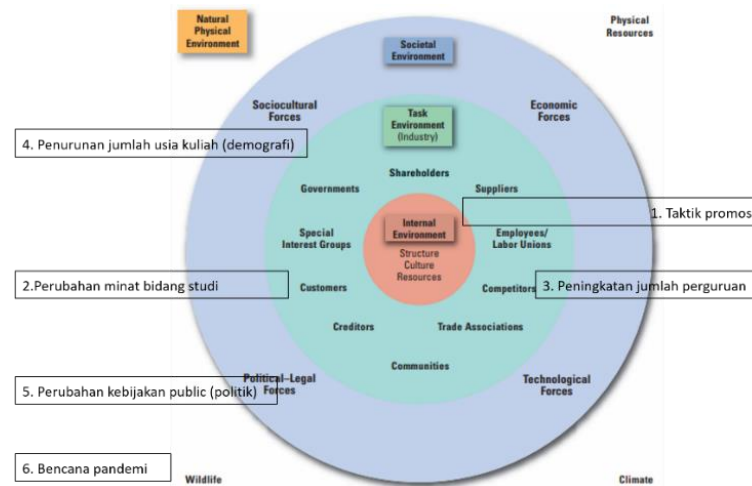 Natural
Physical
Environment
Physical
Resources
Societal
Environment
Sociocultural
Forces
Economic
Forces
Task
Environment
(Industry)
4. Penurunan jumlah usia kuliah (demografi)
Shareholders
Governments
Suppliers
1. Taktik promos
Internal
Environment
Structure
Culture
Resources
Special
Interest Groups
Employees/
Labor Unions
2.Perubahan minat bidang studi
Customers
Competitors
3. Peningkatan jumlah perguruan
Creditors
Trade Associations
Communities
5. Perubahan kebijakan public (politik)
Political–Legal
Forces
Technological
Forces
6. Bencana pandemi
Wildlife
Climate